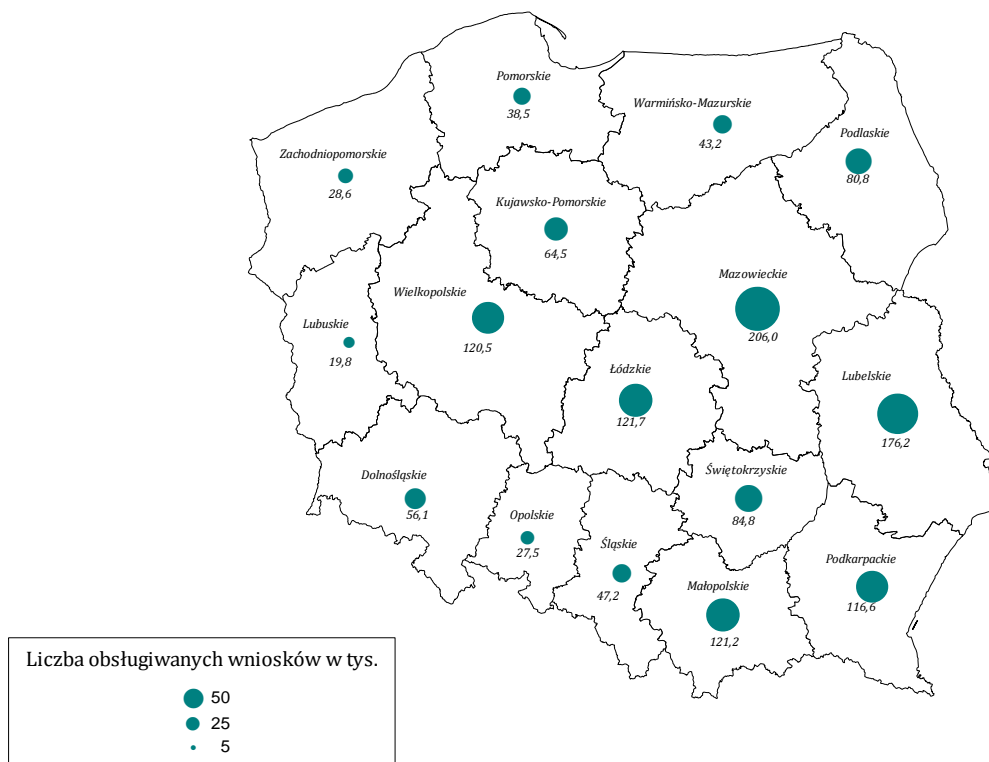 Pomorskie
38,5
Warmińsko-Mazurskie
43,2
Podlaskie
80,8
Zachodniopomorskie
28,6
Kujawsko-Pomorskie
64,5
Mazowieckie
206,0
Wielkopolskie
120,5
Lubuskie
19,8
Łódzkie
121,7
Lubelskie
176,2
Dolnośląskie
56,1
Opolskie
27,5
Śląskie
47,2
Świętokrzyskie
84,8
Małopolskie
121,2
Podkarpackie
116,6
Liczba obsługiwanych wniosków w tys.
50
25
5